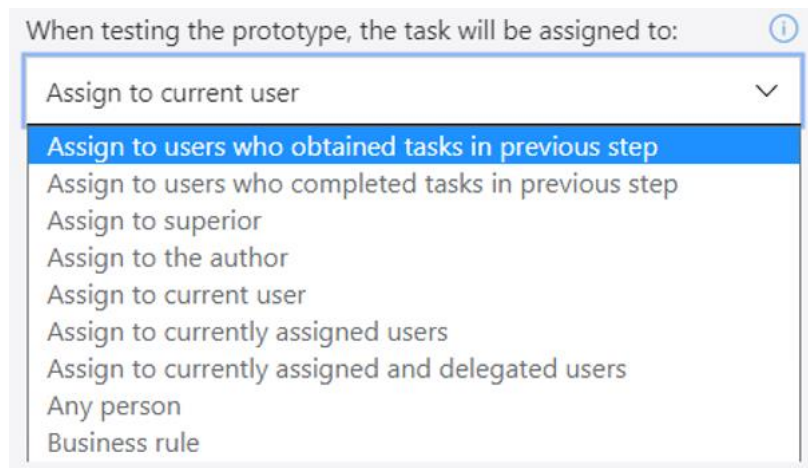 When testing the prototype, the task will be assigned to:
Assign to current user
Assign to users who obtained tasks in previous step
Assign to users who completed tasks in previous step
Assign to superior
Assign to the author
Assign to current user
Assign to currently assigned users
Assign to currently assigned and delegated users
Any person
Business rule